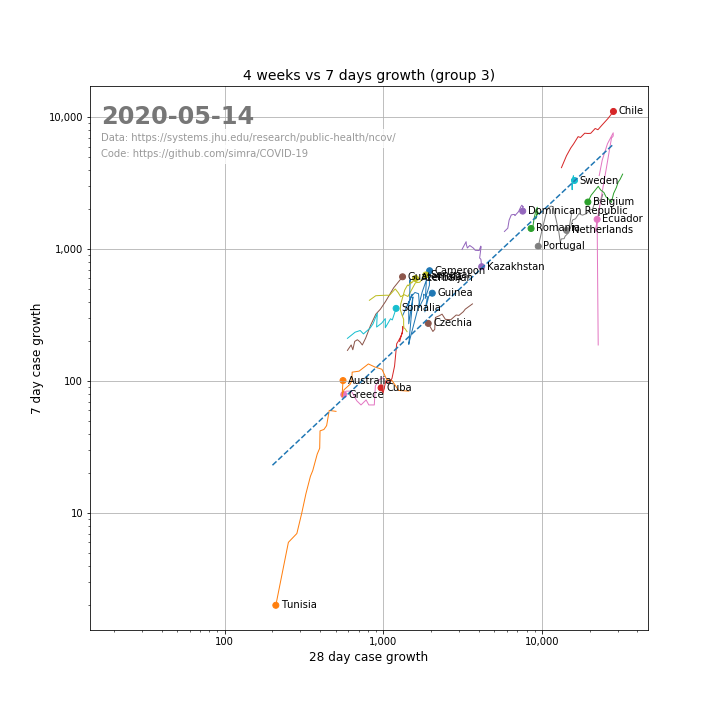 4 weeks vs 7 days growth (group 3)
2020-05-14
Data: https://systems.jhu.edu/research/public-health/ncov/
Code: https://github.com/simra/COVID-19
10,000
1,000
100
10
7 day case growth
Chile
Sweden
Belgium
Dominican Republic
Ecuador
Romania
Netherlands
Portugal
Kazakhstan
Cameroon
Guinea
Somalia
Czechia
Australia
Cuba
Greece
Tunisia
100
1,000
10,000
28 day case growth